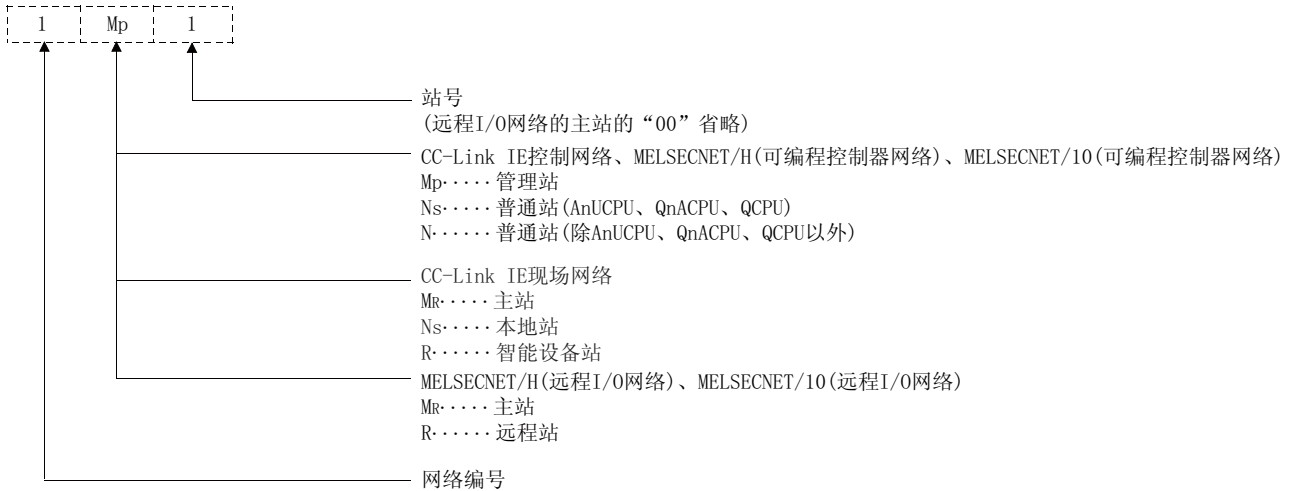 1 Mp 1
站号
(远程I/O网络的主站的“00”省略)
CC-Link IE控制网络、MELSECNET/H(可编程控制器网络)、MELSECNET/10(可编程控制器网络)
Mp·····管理站
Ns·····普通站(AnUCPU、QnACPU、QCPU)
N······普通站(除AnUCPU、QnACPU、QCPU以外)
CC-Link IE现场网络
MR·····主站
Ns·····本地站
R······智能设备站
MELSECNET/H(远程I/O网络)、MELSECNET/10(远程I/O网络)
MR·····主站
R······远程站
网络编号